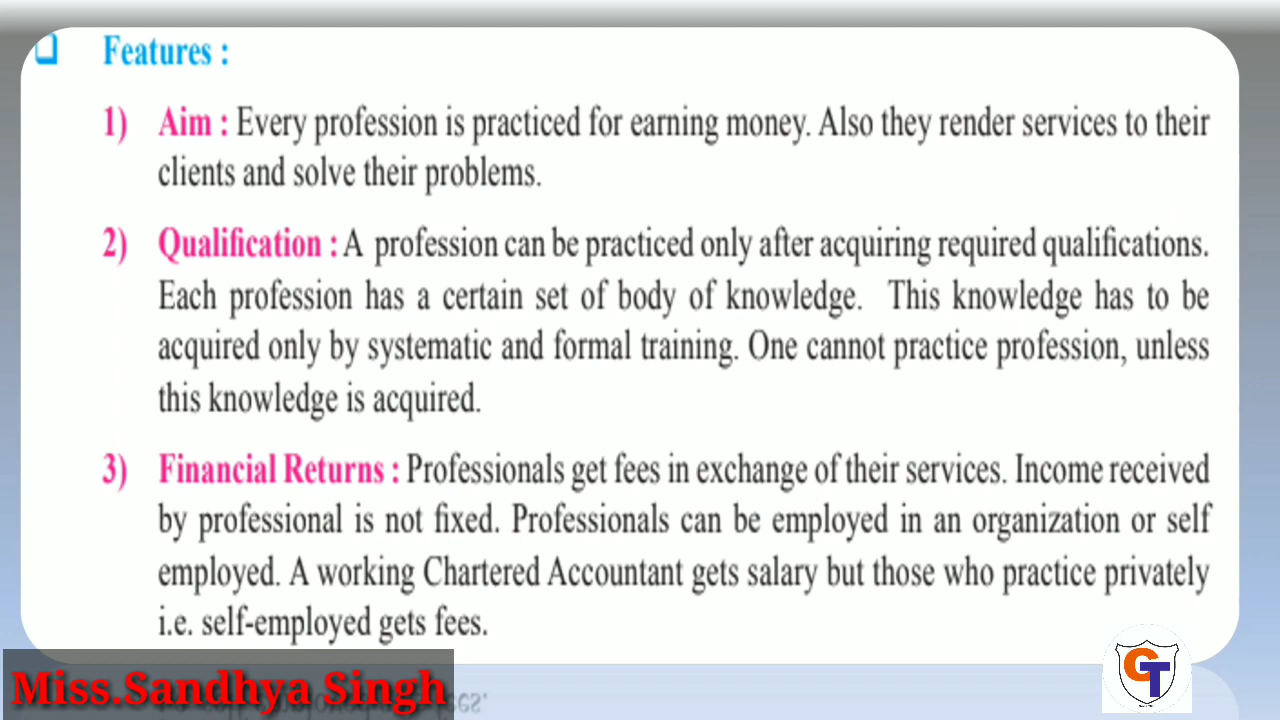 Features :
1) Aim : Every profession is practiced for earning money. Also they render services to their
clients and solve their problems.
2) Qualification : A profession can be practiced only after acquiring required qualifications.
Each profession has a certain set of body of knowledge. This knowledge has to be
acquired only by systematic and formal training. One cannot practice profession, unless
this knowledge is acquired.
3) Financial Returns : Professionals get fees in exchange of their services. Income received
by professional is not fixed. Professionals can be employed in an organization or self
employed. A working Chartered Accountant gets salary but those who practice privately
i.e. self-employed gets fees.
GT
Miss.Sandhya Singh